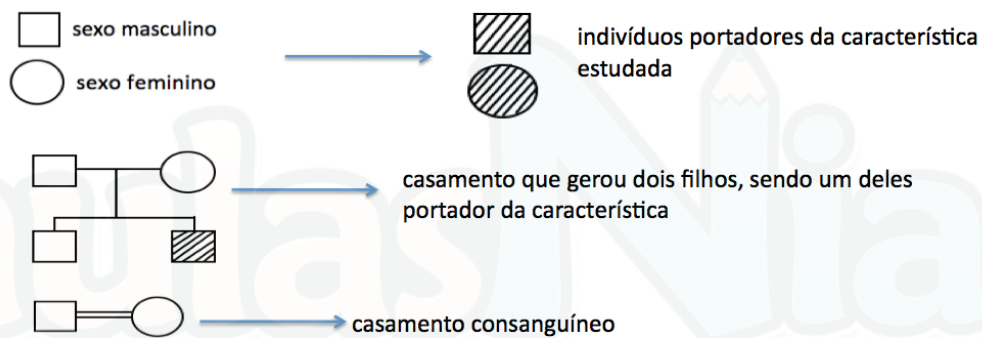 sexo masculino
sexo feminino
indivíduos portadores da característica
estudada
casamento que gerou dois filhos, sendo um deles
portador da característica
casamento consanguíneo